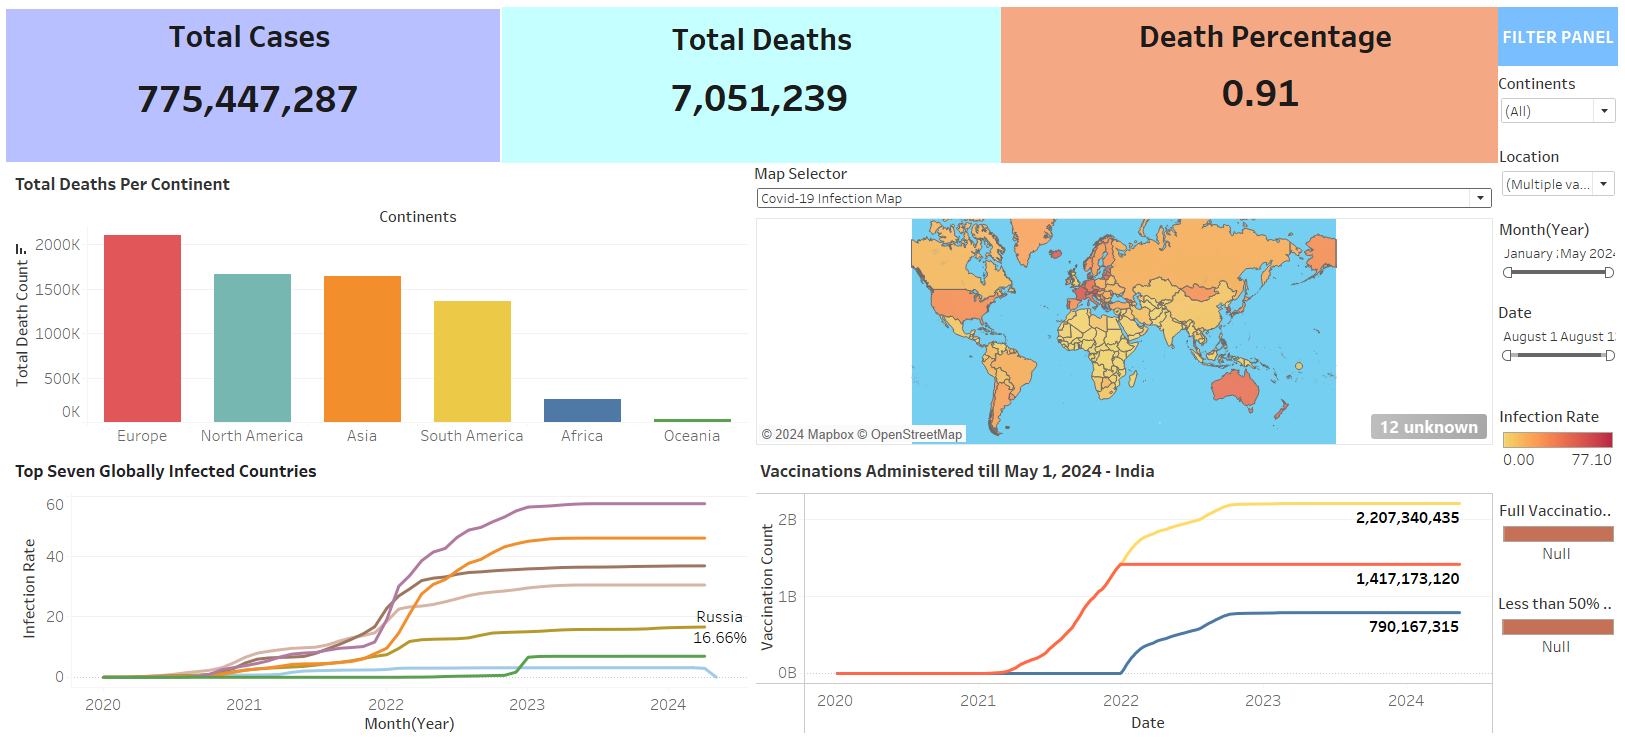 Total Cases
775,447,287
Total Deaths
7,051,239
Death Percentage
0.91
FILTER PANEL
Continents
(All)
Location
(Multiple va...
Month(Year)
January : May 2024
Date
August 1 August 1:
Infection Rate
0.00 77.10
Full Vaccinatio..
Null
Less than 50% ..
Null
Total Deaths Per Continent
Continents
Total Death Count
2000K
1500K
1000K
500K
0K
Europe North America Asia South America Africa Oceania
Map Selector
Covid-19 Infection Map
© 2024 Mapbox © OpenStreetMap
12 unknown
Top Seven Globally Infected Countries
Infection Rate
60
40
20
0
Russia
16.66%
2020 2021 2022 2023 2024
Month(Year)
Vaccinations Administered till May 1, 2024 - India
Vaccination Count
2B
1B
0B
2,207,340,435
1,417,173,120
790,167,315
2020 2021 2022 2023 2024
Date